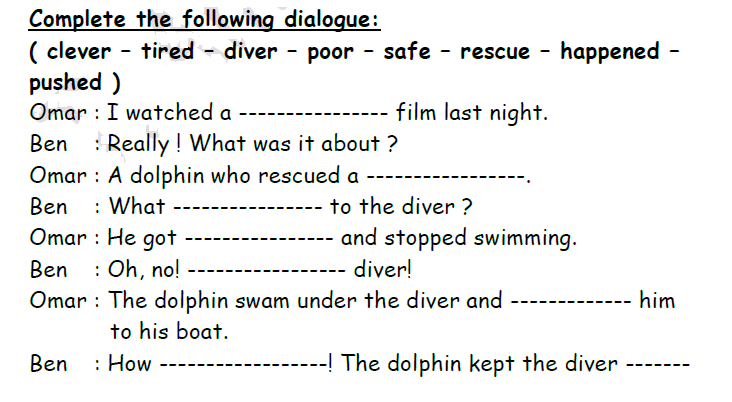 Complete the following dialogue:
( clever – tired – diver – poor – safe – rescue – happened –
pushed )
Omar : I watched a ---------------- film last night.
Ben : Really ! What was it about ?
Omar : A dolphin who rescued a -----------------.
Ben : What ---------------- to the diver ?
Omar : He got ---------------- and stopped swimming.
Ben : Oh, no! ----------------- diver!
Omar : The dolphin swam under the diver and ------------- him
to his boat.
Ben : How ------------------! The dolphin kept the diver -------